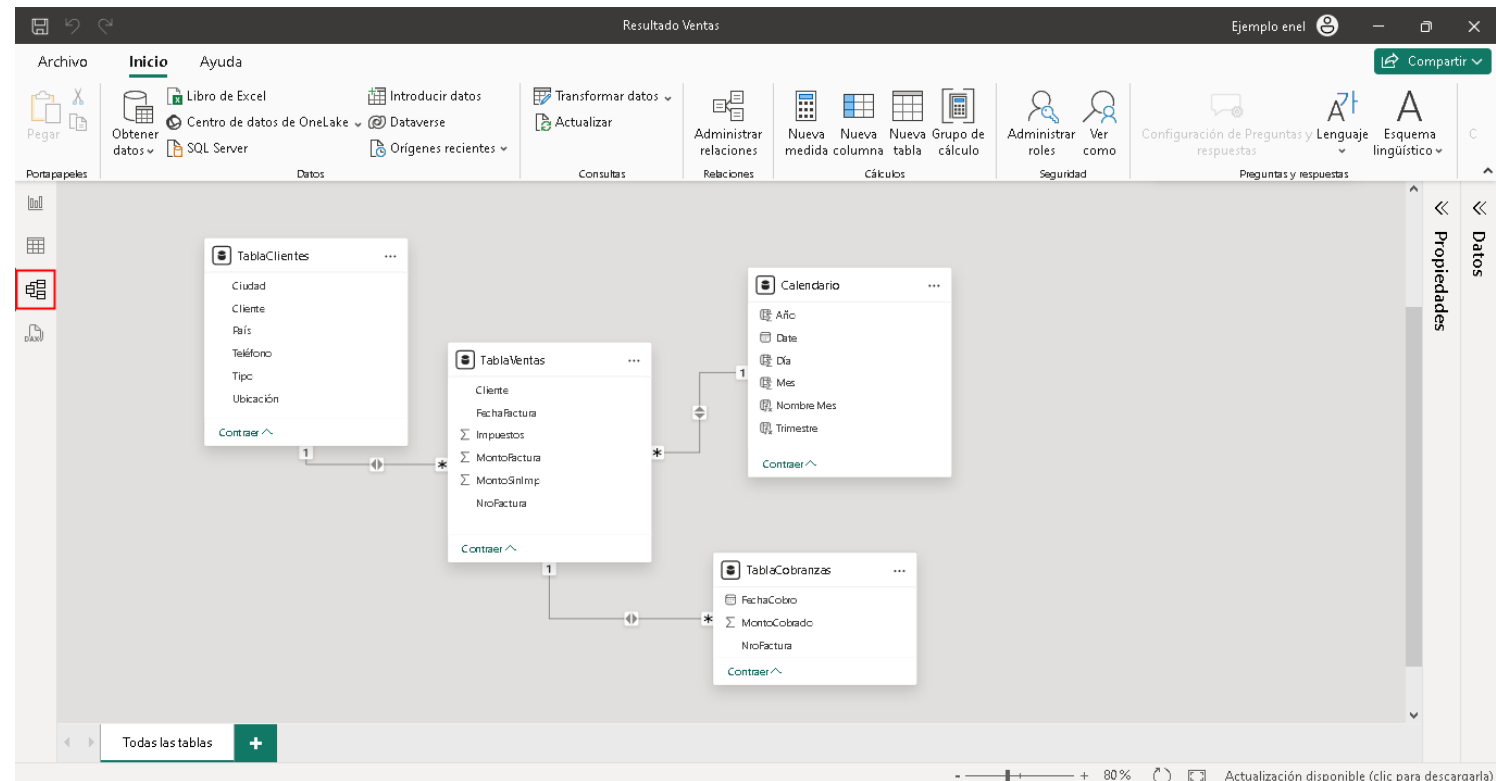 Resultado Ventas
Ejemplo enel
Archivo Inicio Ayuda
Compartir
Pegar
Portapapeles
Obtener datos
Libro de Excel
Centro de datos de OneLake
SQL Server
Introducir datos
Dataverse
Orígenes recientes
Datos
Transformar datos
Actualizar
Consultas
Administrar relaciones
Relaciones
Nueva medida
Nueva columna
Nueva tabla
Grupo de cálculo
Cálculos
Administrar roles
Ver como
Seguridad
Configuración de Preguntas y respuestas
Lenguaje
Esquema lingüístico
Preguntas y respuestas
C
DAX
TablaClientes
Ciudad
Cliente
País
Teléfono
Tipo
Ubicación
Contraer
1
*
TablaVentas
Cliente
FechaFactura
Impuestos
MontoFactura
MontoSinImp
NroFactura
Contraer
*
1
Calendario
Año
Date
Día
Mes
Nombre Mes
Trimestre
Contraer
1
*
TablaCobranzas
FechaCobro
MontoCobrado
NroFactura
Contraer
Propiedades
Datos
Todas las tablas
+
- + 80 %
Actualización disponible (clic para descargarla)